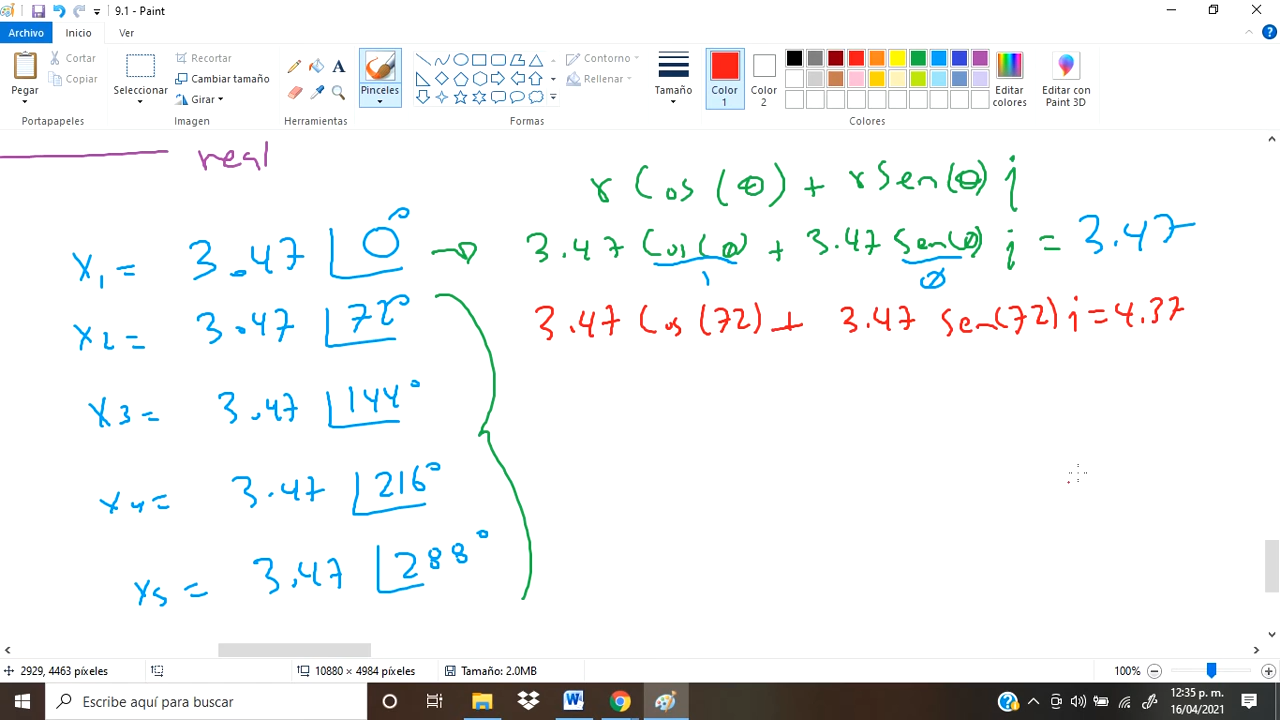 9.1 - Paint
Archivo Inicio Ver
Pegar
Cortar
Copiar
Portapapeles
Seleccionar
Recortar
Cambiar tamaño
Girar
Imagen
A
Herramientas
Pinceles
Contorno
Rellenar
Formas
Tamaño
Color 1
Color 2
Editar colores
Editar con Paint 3D
Colores
real
r Cos (θ) + r Sen(θ) i
x1 = 3.47 |0° → 3.47 Cos(0) + 3.47 Sen(0) i = 3.47
1 0
x2 = 3.47 |72° 3.47 Cos (72) + 3.47 sen(72) i = 4.37
x3 = 3.47 |144°
x4 = 3.47 |216°
x5 = 3.47 |288°
2929, 4463 píxeles 10880 × 4984 píxeles Tamaño: 2.0MB 100%
Escribe aquí para buscar
12:35 p. m.
16/04/2021